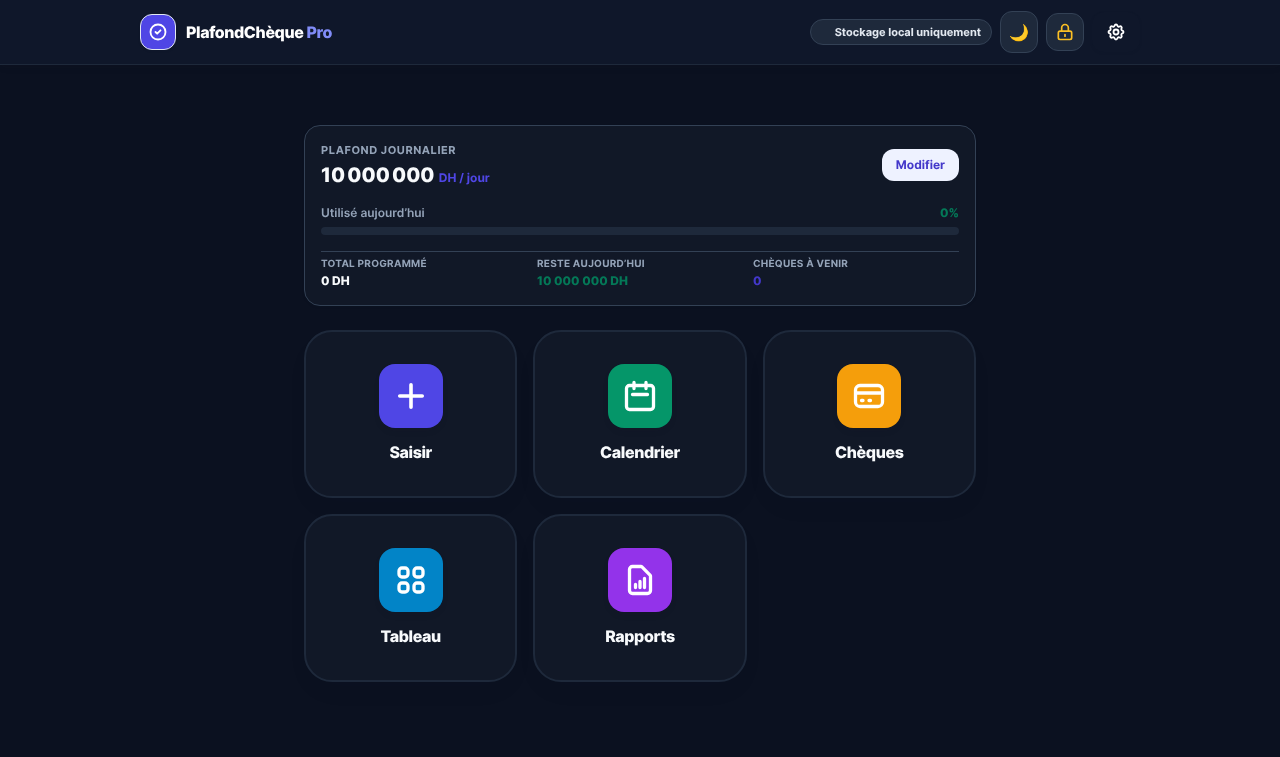 PlafondChèque Pro
Stockage local uniquement
PLAFOND JOURNALIER
10 000 000 DH / jour
Modifier
Utilisé aujourd'hui
0%
TOTAL PROGRAMMÉ
0 DH
RESTE AUJOURD'HUI
10 000 000 DH
CHÈQUES À VENIR
0
Saisir
Calendrier
Chèques
Tableau
Rapports